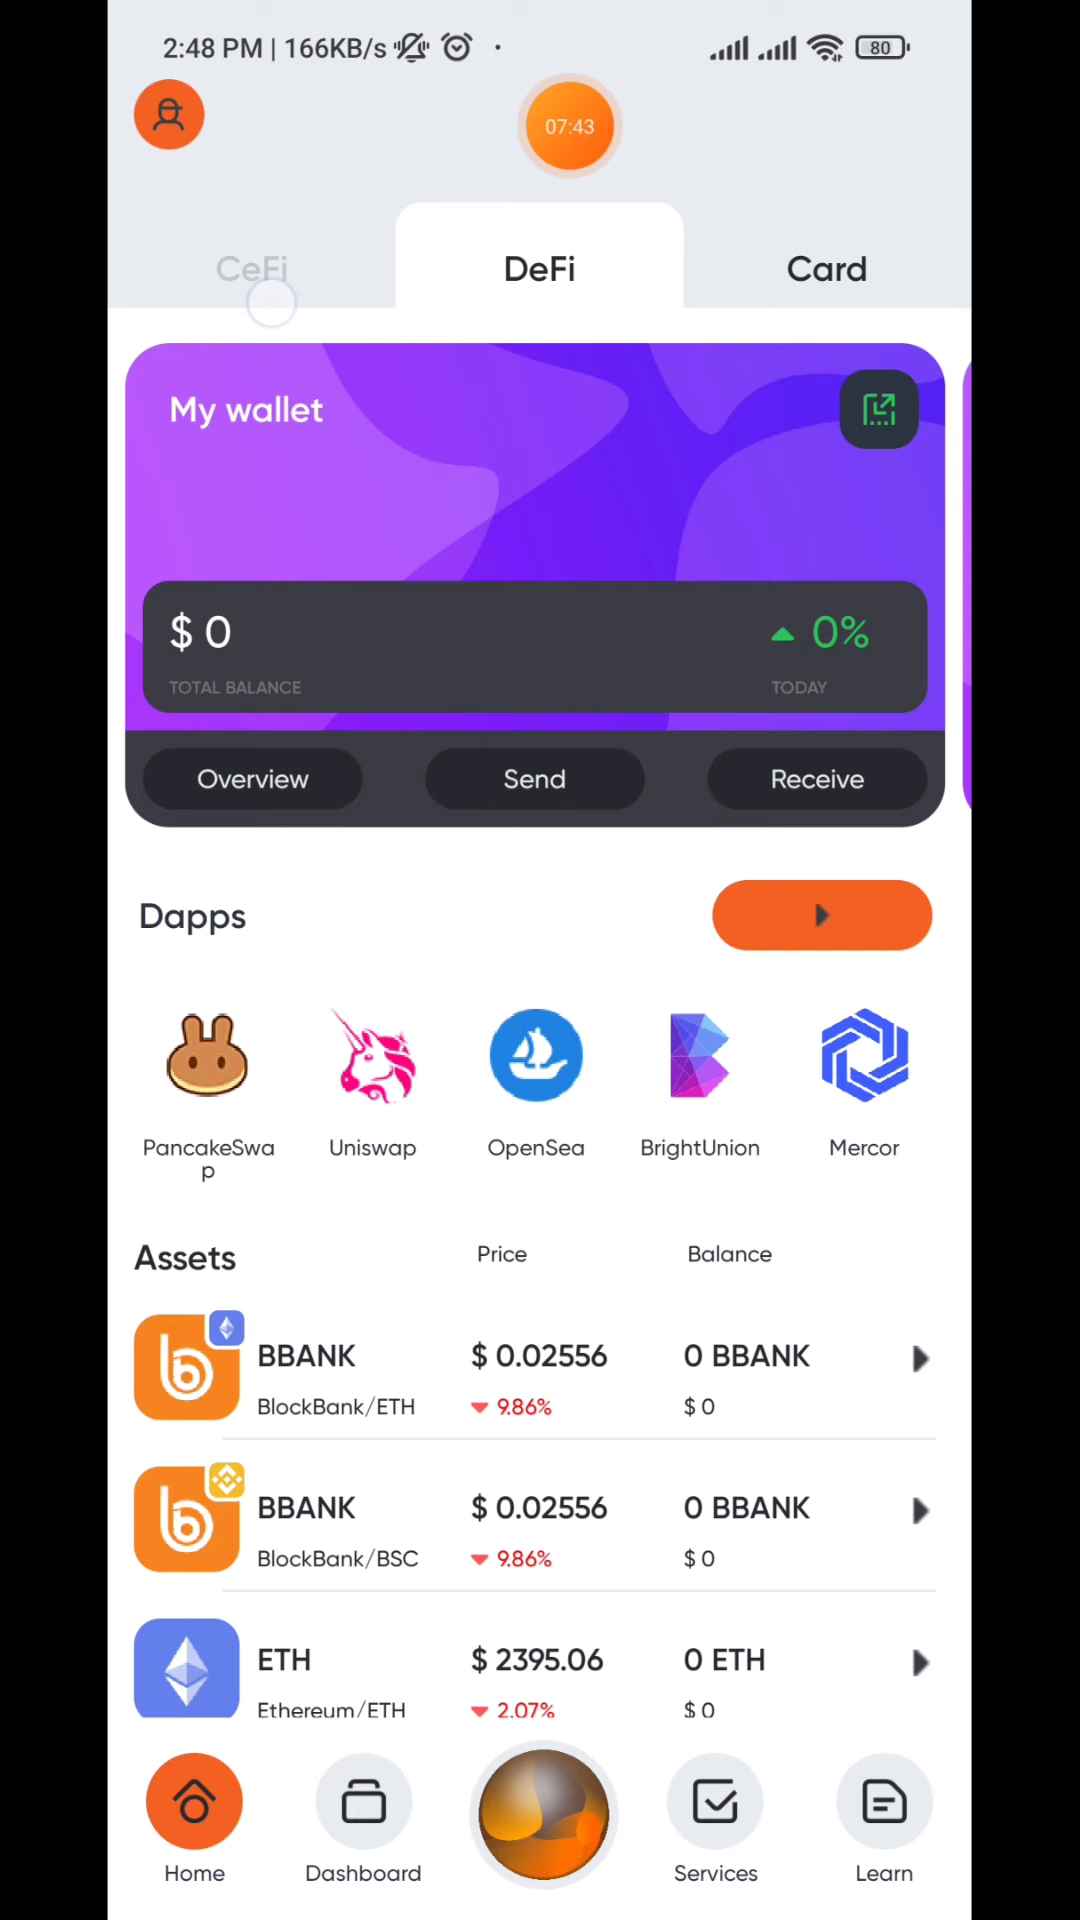 2:48 PM | 166KB/s
80
07:43
CeFi
DeFi
Card
My wallet
$ 0
0%
TOTAL BALANCE
TODAY
Overview
Send
Receive
Dapps
PancakeSwa
p
Uniswap
OpenSea
BrightUnion
Mercor
Assets
Price
Balance
BBANK
$ 0.02556
0 BBANK
BlockBank/ETH
9.86%
$ 0
BBANK
$ 0.02556
0 BBANK
BlockBank/BSC
9.86%
$ 0
ETH
$ 2395.06
0 ETH
Ethereum/ETH
2.07%
$ 0
Home
Dashboard
Services
Learn